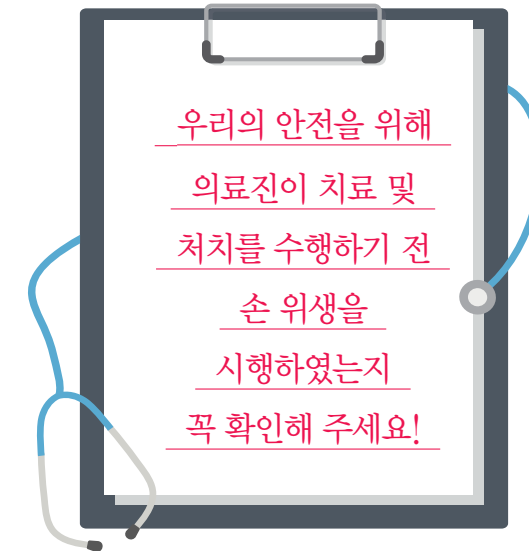 우리의 안전을 위해
의료진이 치료 및
처치를 수행하기 전
손 위생을
시행하였는지
꼭 확인해 주세요!